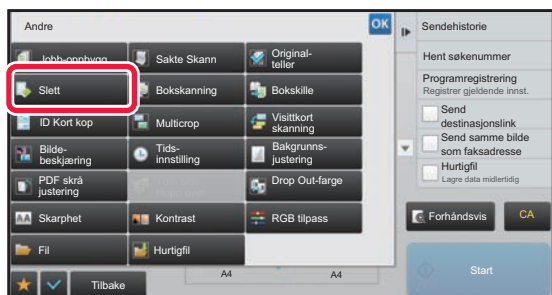 Andre
OK
Jobb-oppbygg
Sakte Skann
Original-
teller
Slett
Bokskanning
Bokskille
ID Kort kop
Multicrop
Visittkort
skanning
Bilde-
beskjæring
Tids-
innstilling
Bakgrunns-
justering
PDF skrå
justering
Drop Out-farge
Skarphet
Kontrast
RGB tilpass
Fil
Hurtigfil
Tilbake
A4
A4
Sendehistorie
Hent søkenummer
Programregistrering
Registrer gjeldende innst.
Send
destinasjonslink
Send samme bilde
som faksadresse
Hurtigfil
Lagre data midlertidig
Forhåndsvis
CA
Start